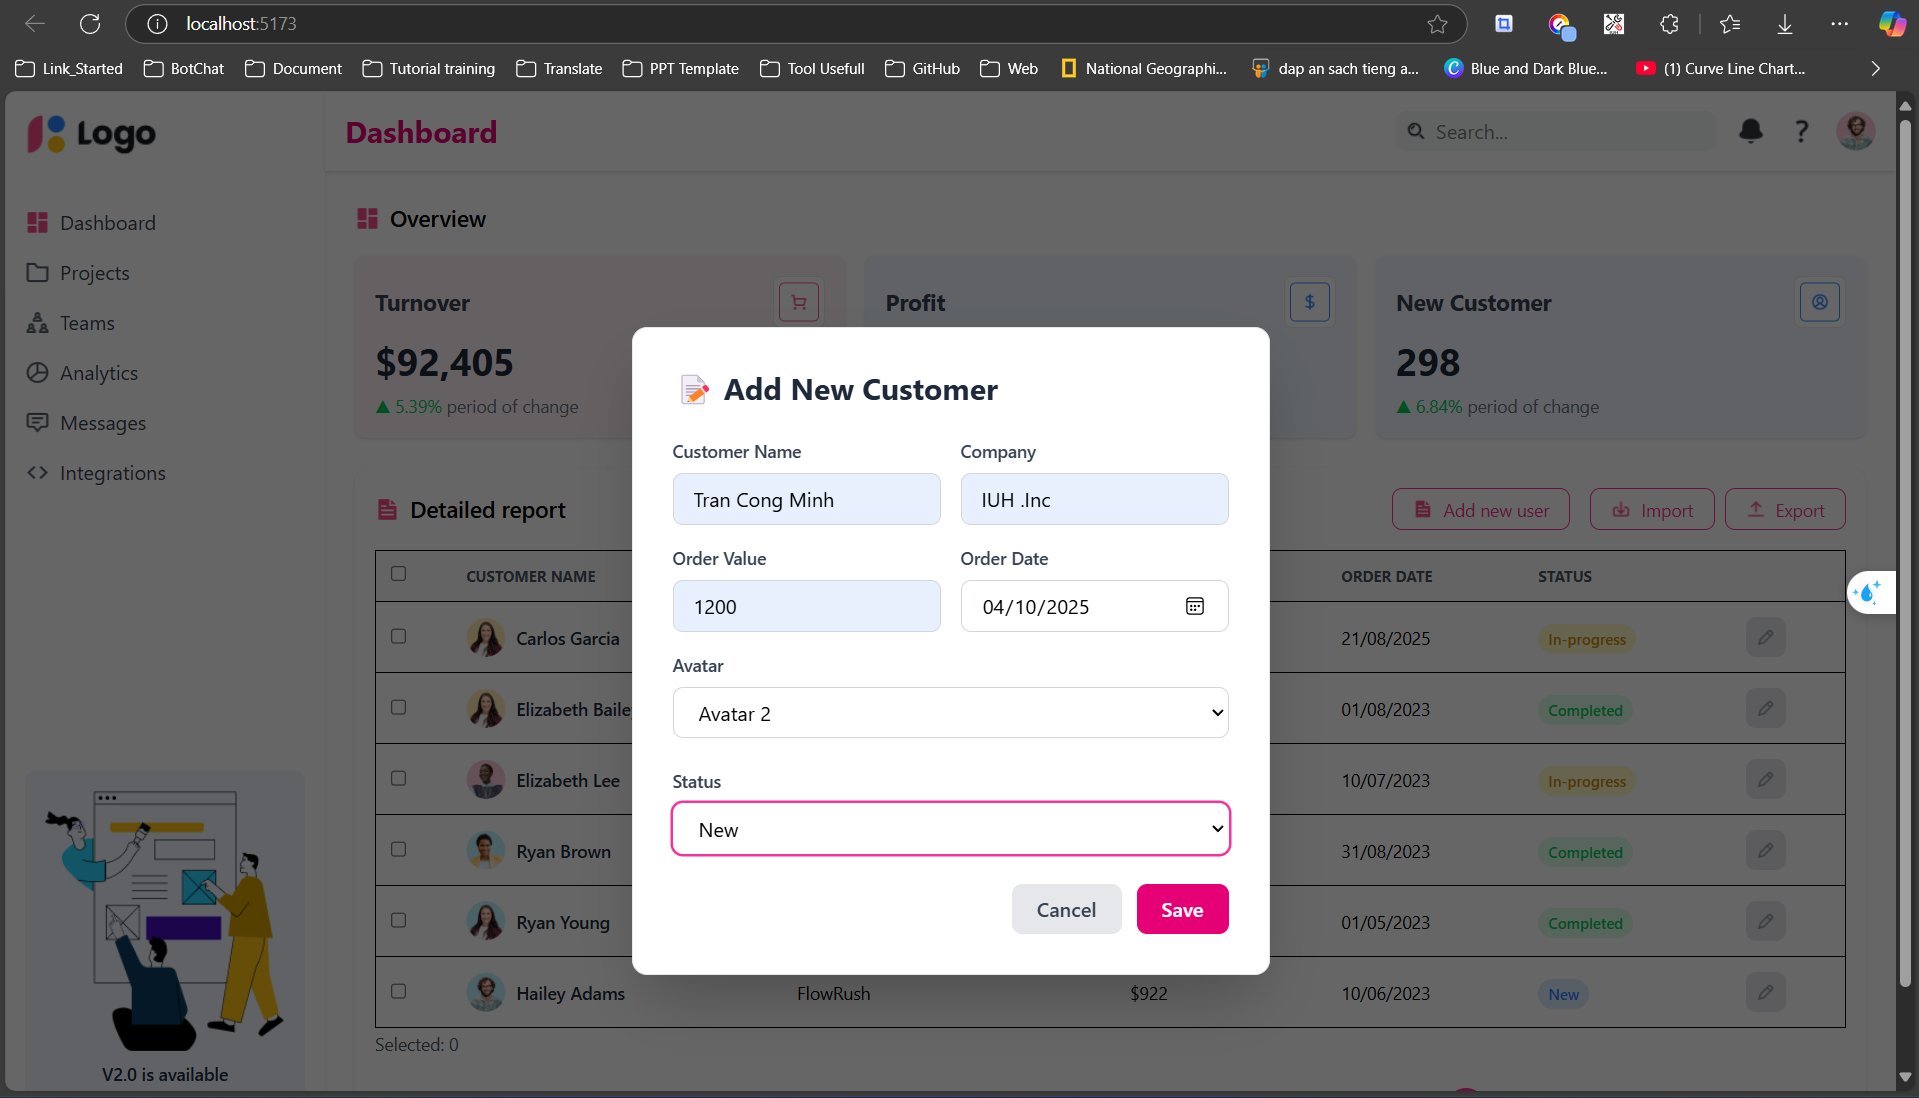 localhost:5173
Link_Started BotChat Document Tutorial training Translate PPT Template Tool Usefull GitHub Web National Geographi... dap an sach tieng a... Blue and Dark Blue... (1) Curve Line Chart...
Logo
Dashboard
Search...
Dashboard
Projects
Teams
Analytics
Messages
Integrations
V2.0 is available
Overview
Turnover
$92,405
5.39% period of change
Profit
$
New Customer
298
6.84% period of change
Detailed report
Add new user Import Export
CUSTOMER NAME ORDER DATE STATUS
Carlos Garcia 21/08/2025 In-progress
Elizabeth Baile 01/08/2023 Completed
Elizabeth Lee 10/07/2023 In-progress
Ryan Brown 31/08/2023 Completed
Ryan Young 01/05/2023 Completed
Hailey Adams FlowRush $922 10/06/2023 New
Selected: 0
Add New Customer
Customer Name Company
Tran Cong Minh IUH .Inc
Order Value Order Date
1200 04/10/2025
Avatar
Avatar 2
Status
New
Cancel Save